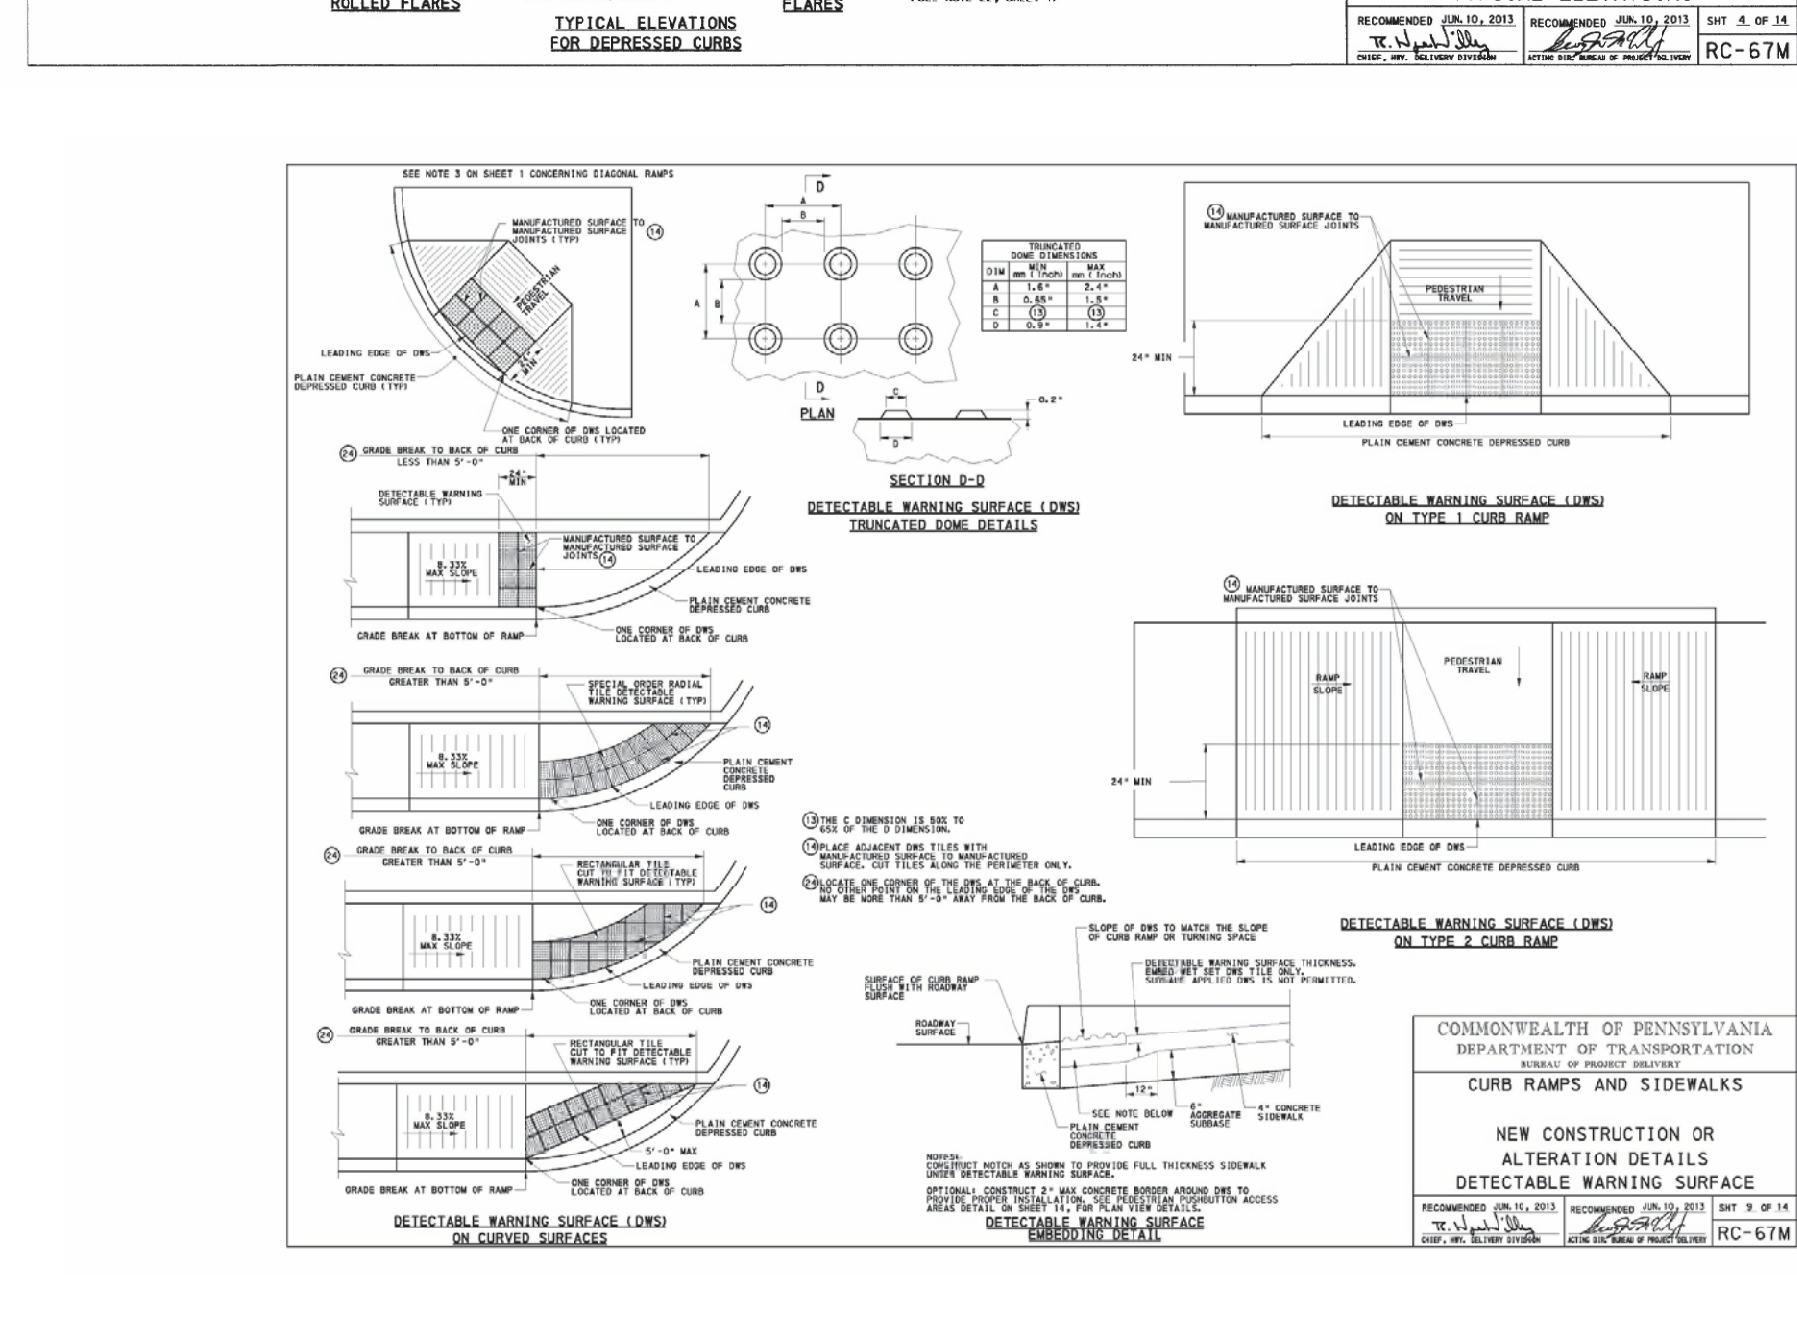 ROLLED FLARES
FLARES
TYPICAL ELEVATIONS
FOR DEPRESSED CURBS
RECOMMENDED JUN. 10, 2013
CHIEF, HWY. DELIVERY DIVISION
RECOMMENDED JUN. 10, 2013
ACTING DIR. BUREAU OF PROJECT DELIVERY
SHT 4 OF 14
RC-67M
SEE NOTE 3 ON SHEET 1 CONCERNING DIAGONAL RAMPS
MANUFACTURED SURFACE TO
MANUFACTURED SURFACE
JOINTS (TYP)
14
PEDESTRIAN
TRAVEL
24"
MIN
LEADING EDGE OF DWS
PLAIN CEMENT CONCRETE
DEPRESSED CURB (TYP)
ONE CORNER OF DWS LOCATED
AT BACK OF CURB (TYP)
24 GRADE BREAK TO BACK OF CURB
LESS THAN 5'-0"
24"
MIN
DETECTABLE WARNING
SURFACE (TYP)
MANUFACTURED SURFACE TO
MANUFACTURED SURFACE
JOINTS 14
8.33%
MAX SLOPE
LEADING EDGE OF DWS
PLAIN CEMENT CONCRETE
DEPRESSED CURB
ONE CORNER OF DWS
LOCATED AT BACK OF CURB
GRADE BREAK AT BOTTOM OF RAMP
24 GRADE BREAK TO BACK OF CURB
GREATER THAN 5'-0"
SPECIAL ORDER RADIAL
TILE DETECTABLE
WARNING SURFACE (TYP)
14
8.33%
MAX SLOPE
PLAIN CEMENT
CONCRETE
DEPRESSED
CURB
LEADING EDGE OF DWS
ONE CORNER OF DWS
LOCATED AT BACK OF CURB
GRADE BREAK AT BOTTOM OF RAMP
24 GRADE BREAK TO BACK OF CURB
GREATER THAN 5'-0"
RECTANGULAR TILE
CUT TO FIT DETECTABLE
WARNING SURFACE (TYP)
14
8.33%
MAX SLOPE
PLAIN CEMENT CONCRETE
DEPRESSED CURB
LEADING EDGE OF DWS
ONE CORNER OF DWS
LOCATED AT BACK OF CURB
GRADE BREAK AT BOTTOM OF RAMP
24 GRADE BREAK TO BACK OF CURB
GREATER THAN 5'-0"
RECTANGULAR TILE
CUT TO FIT DETECTABLE
WARNING SURFACE (TYP)
14
8.33%
MAX SLOPE
PLAIN CEMENT CONCRETE
DEPRESSED CURB
5'-0" MAX
LEADING EDGE OF DWS
ONE CORNER OF DWS
LOCATED AT BACK OF CURB
GRADE BREAK AT BOTTOM OF RAMP
DETECTABLE WARNING SURFACE (DWS)
ON CURVED SURFACES
D
A
B
A
B
D
PLAN
C
0.2"
D
SECTION D-D
DETECTABLE WARNING SURFACE (DWS)
TRUNCATED DOME DETAILS
TRUNCATED
DOME DIMENSIONS
DIM MIN mm (Inch) MAX mm (Inch)
A 1.6" 2.4"
B 0.65" 1.5"
C 13 13
D 0.9" 1.4"
13 THE C DIMENSION IS 50% TO
65% OF THE D DIMENSION.
14 PLACE ADJACENT DWS TILES WITH
MANUFACTURED SURFACE TO MANUFACTURED
SURFACE. CUT TILES ALONG THE PERIMETER ONLY.
24 LOCATE ONE CORNER OF THE DWS AT THE BACK OF CURB.
NO OTHER POINT ON THE LEADING EDGE OF THE DWS
MAY BE MORE THAN 5'-0" AWAY FROM THE BACK OF CURB.
SLOPE OF DWS TO MATCH THE SLOPE
OF CURB RAMP OR TURNING SPACE
DETECTABLE WARNING SURFACE THICKNESS.
EMBED/WET SET DWS TILE ONLY.
SURFACE APPLIED DWS IS NOT PERMITTED.
SURFACE OF CURB RAMP
FLUSH WITH ROADWAY
SURFACE
ROADWAY
SURFACE
12"
SEE NOTE BELOW
6"
AGGREGATE
SUBBASE
4" CONCRETE
SIDEWALK
PLAIN CEMENT
CONCRETE
DEPRESSED CURB
NOTES:
CONSTRUCT NOTCH AS SHOWN TO PROVIDE FULL THICKNESS SIDEWALK
UNDER DETECTABLE WARNING SURFACE.
OPTIONAL: CONSTRUCT 2" MAX CONCRETE BORDER AROUND DWS TO
PROVIDE PROPER INSTALLATION. SEE PEDESTRIAN PUSHBUTTON ACCESS
AREAS DETAIL ON SHEET 14, FOR PLAN VIEW DETAILS.
DETECTABLE WARNING SURFACE
EMBEDDING DETAIL
14 MANUFACTURED SURFACE TO
MANUFACTURED SURFACE JOINTS
PEDESTRIAN
TRAVEL
24" MIN
LEADING EDGE OF DWS
PLAIN CEMENT CONCRETE DEPRESSED CURB
DETECTABLE WARNING SURFACE (DWS)
ON TYPE 1 CURB RAMP
14 MANUFACTURED SURFACE TO
MANUFACTURED SURFACE JOINTS
RAMP
SLOPE
PEDESTRIAN
TRAVEL
RAMP
SLOPE
24" MIN
LEADING EDGE OF DWS
PLAIN CEMENT CONCRETE DEPRESSED CURB
DETECTABLE WARNING SURFACE (DWS)
ON TYPE 2 CURB RAMP
COMMONWEALTH OF PENNSYLVANIA
DEPARTMENT OF TRANSPORTATION
BUREAU OF PROJECT DELIVERY
CURB RAMPS AND SIDEWALKS
NEW CONSTRUCTION OR
ALTERATION DETAILS
DETECTABLE WARNING SURFACE
RECOMMENDED JUN. 10, 2013
CHIEF, HWY. DELIVERY DIVISION
RECOMMENDED JUN. 10, 2013
ACTING DIR. BUREAU OF PROJECT DELIVERY
SHT 9 OF 14
RC-67M